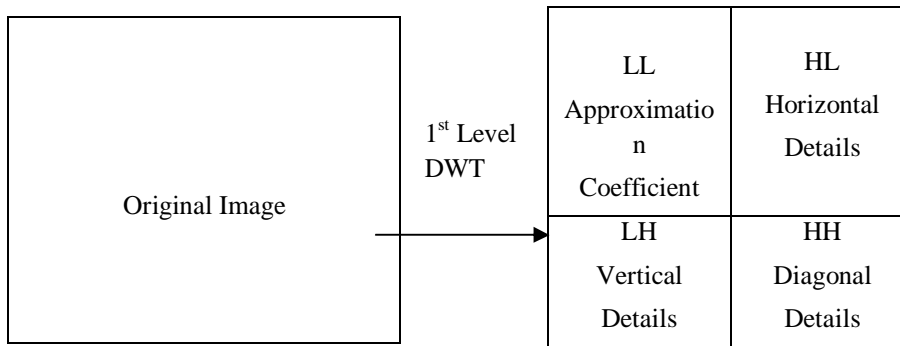 Original Image
1st Level
DWT
LL
Approximatio
n
Coefficient
HL
Horizontal
Details
LH
Vertical
Details
HH
Diagonal
Details